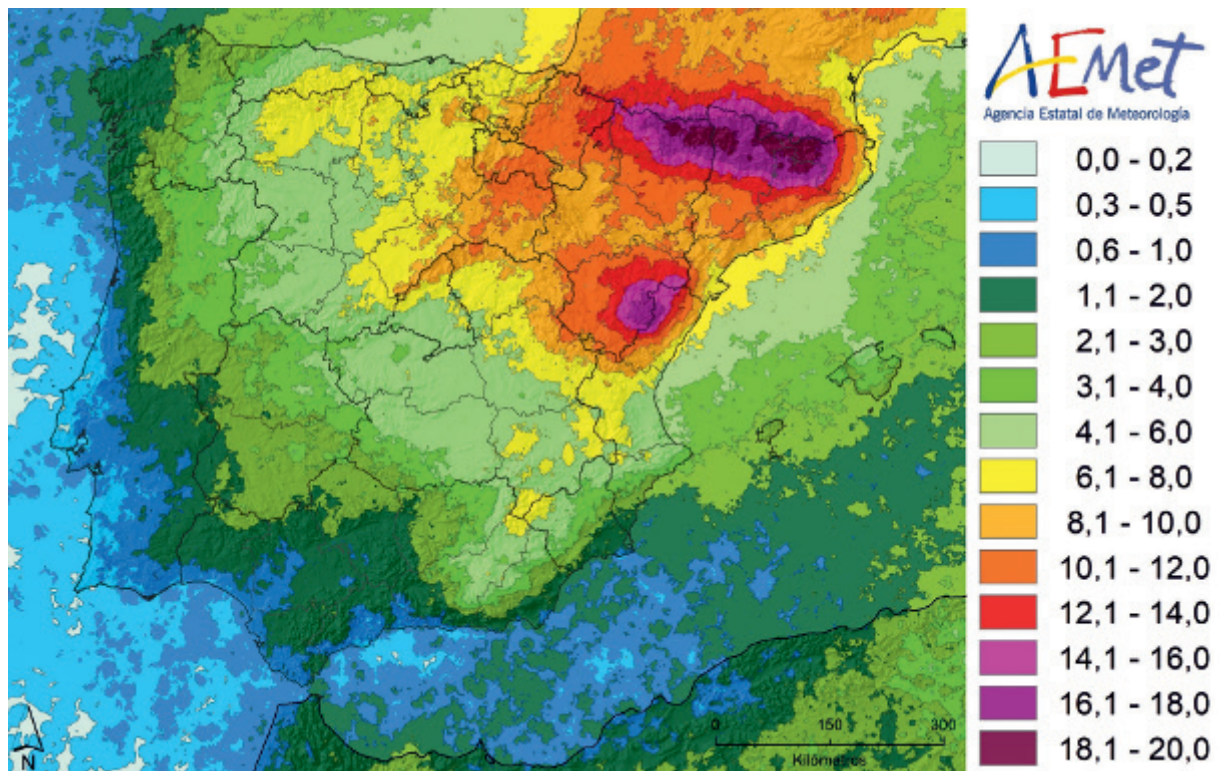 AEMet
Agencia Estatal de Meteorología
0,0 - 0,2
0,3 - 0,5
0,6 - 1,0
1,1 - 2,0
2,1 - 3,0
3,1 - 4,0
4,1 - 6,0
6,1 - 8,0
8,1 - 10,0
10,1 - 12,0
12,1 - 14,0
14,1 - 16,0
16,1 - 18,0
18,1 - 20,0
0 150 300
Kilómetros
N